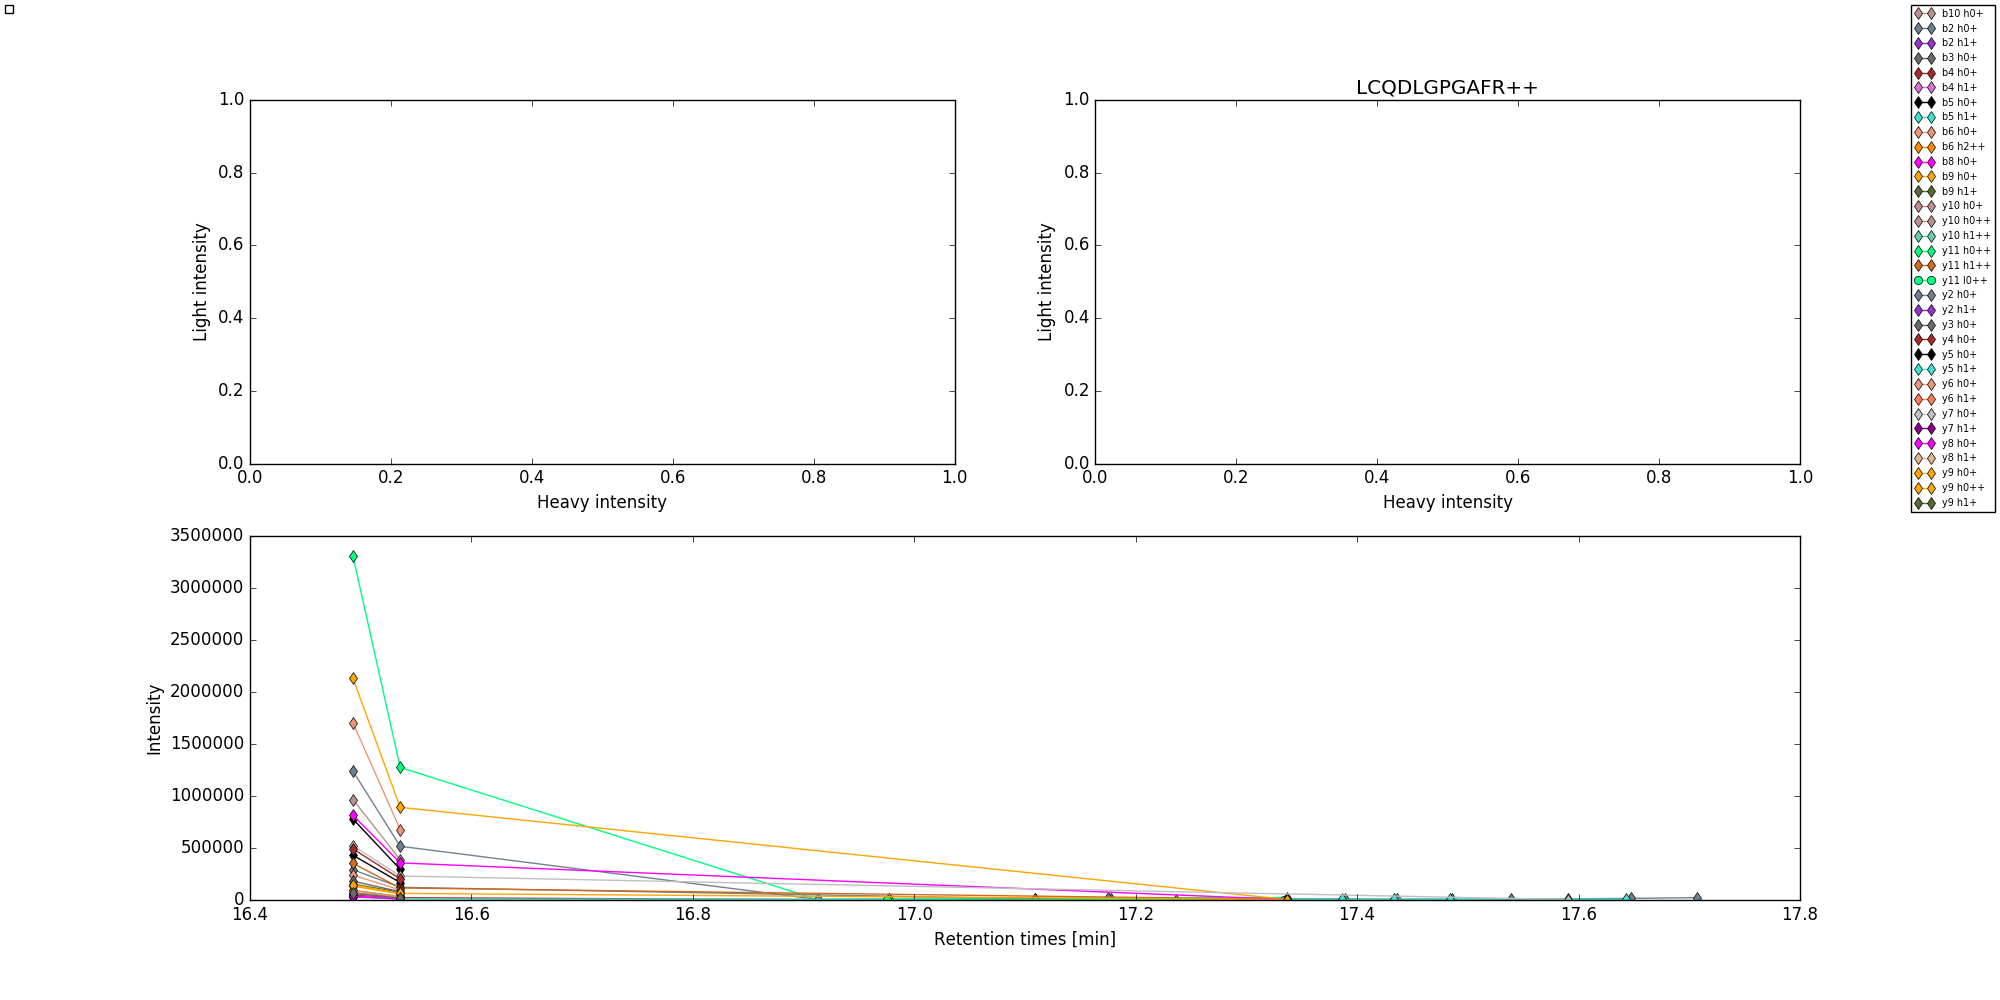 LCQDLGPGAFR++
1.0
0.8
0.6
0.4
0.2
0.0
Light intensity
0.0 0.2 0.4 0.6 0.8 1.0
Heavy intensity
1.0
0.8
0.6
0.4
0.2
0.0
Light intensity
0.0 0.2 0.4 0.6 0.8 1.0
Heavy intensity
3500000
3000000
2500000
2000000
1500000
1000000
500000
0
Intensity
16.4 16.6 16.8 17.0 17.2 17.4 17.6 17.8
Retention times [min]
b10 h0+
b2 h0+
b2 h1+
b3 h0+
b4 h0+
b4 h1+
b5 h0+
b5 h1+
b6 h0+
b6 h2++
b8 h0+
b9 h0+
b9 h1+
y10 h0+
y10 h0++
y10 h1++
y11 h0++
y11 h1++
y11 l0++
y2 h0+
y2 h1+
y3 h0+
y4 h0+
y5 h0+
y5 h1+
y6 h0+
y6 h1+
y7 h0+
y7 h1+
y8 h0+
y8 h1+
y9 h0+
y9 h0++
y9 h1+